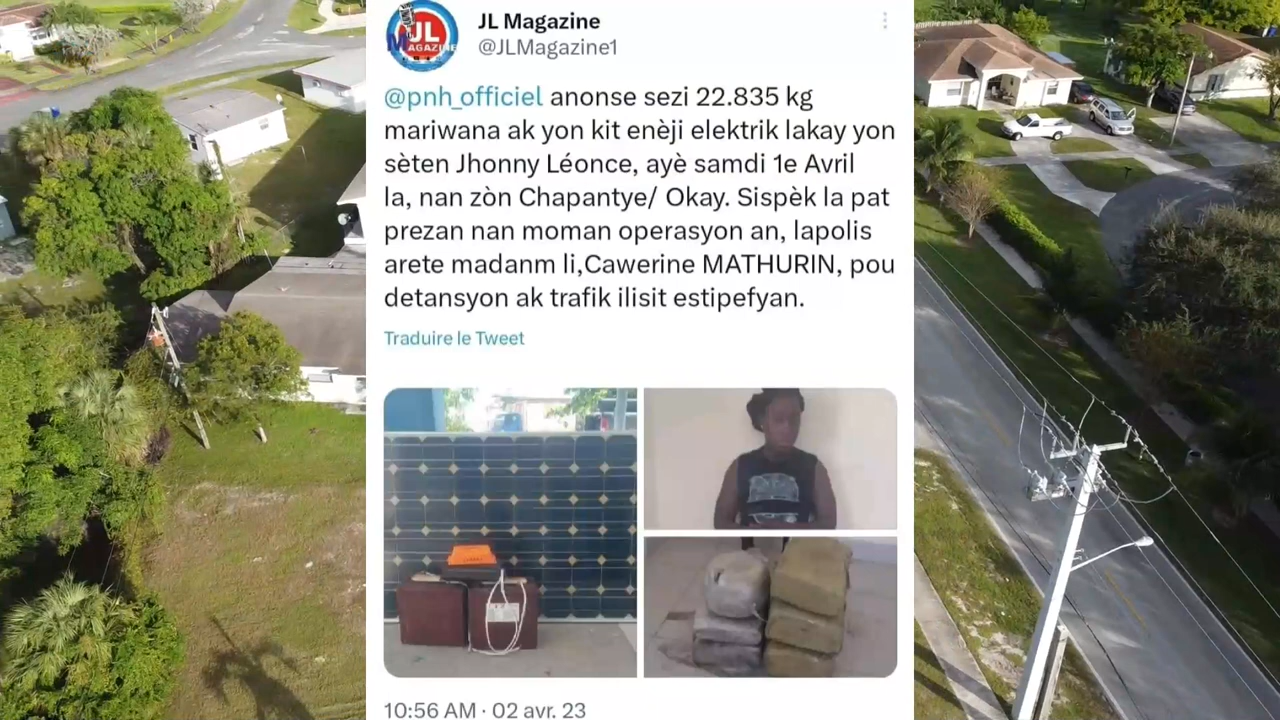 JL
MAGAZINE
JL Magazine
@JLMagazine1
@pnh_officiel anonse sezi 22.835 kg
mariwana ak yon kit enèji elektrik lakay yon
sèten Jhonny Léonce, ayè samdi 1e Avril
la, nan zòn Chapantye/ Okay. Sispèk la pat
prezan nan moman operasyon an, lapolis
arete madanm li,Cawerine MATHURIN, pou
detansyon ak trafik ilisit estipefyan.
Traduire le Tweet
10:56 AM · 02 avr. 23